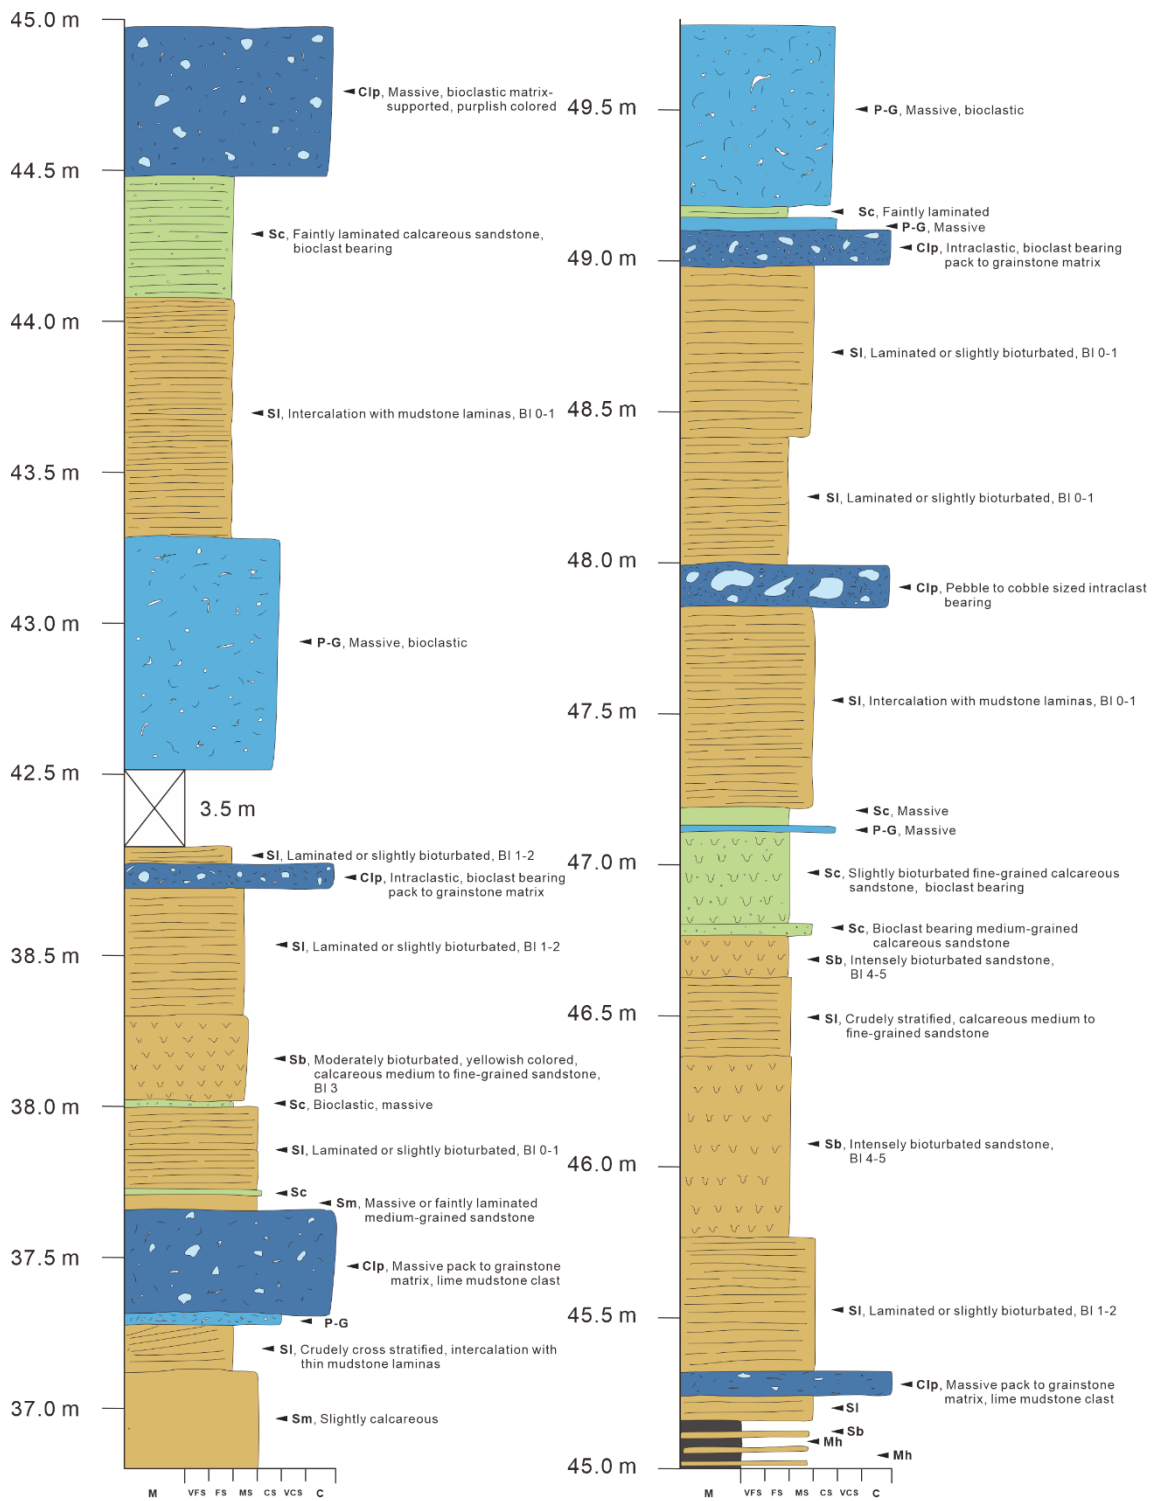 45.0 m
Clp, Massive, bioclastic matrix-
supported, purplish colored
44.5 m
Sc, Faintly laminated calcareous sandstone,
bioclast bearing
44.0 m
Sl, Intercalation with mudstone laminas, BI 0-1
43.5 m
43.0 m
P-G, Massive, bioclastic
42.5 m
3.5 m
Sl, Laminated or slightly bioturbated, BI 1-2
Clp, Intraclastic, bioclast bearing
pack to grainstone matrix
38.5 m
Sl, Laminated or slightly bioturbated, BI 1-2
Sb, Moderately bioturbated, yellowish colored,
calcareous medium to fine-grained sandstone,
BI 3
38.0 m
Sc, Bioclastic, massive
Sl, Laminated or slightly bioturbated, BI 0-1
Sc
Sm, Massive or faintly laminated
medium-grained sandstone
37.5 m
Clp, Massive pack to grainstone
matrix, lime mudstone clast
P-G
Sl, Crudely cross stratified, intercalation with
thin mudstone laminas
37.0 m
Sm, Slightly calcareous
M VFS FS MS CS VCS C
49.5 m
P-G, Massive, bioclastic
Sc, Faintly laminated
P-G, Massive
Clp, Intraclastic, bioclast bearing
pack to grainstone matrix
49.0 m
Sl, Laminated or slightly bioturbated, BI 0-1
48.5 m
Sl, Laminated or slightly bioturbated, BI 0-1
48.0 m
Clp, Pebble to cobble sized intraclast
bearing
47.5 m
Sl, Intercalation with mudstone laminas, BI 0-1
Sc, Massive
P-G, Massive
47.0 m
Sc, Slightly bioturbated fine-grained calcareous
sandstone, bioclast bearing
Sc, Bioclast bearing medium-grained
calcareous sandstone
Sb, Intensely bioturbated sandstone,
BI 4-5
46.5 m
Sl, Crudely stratified, calcareous medium to
fine-grained sandstone
Sb, Intensely bioturbated sandstone,
BI 4-5
46.0 m
45.5 m
Sl, Laminated or slightly bioturbated, BI 1-2
Clp, Massive pack to grainstone
matrix, lime mudstone clast
Sl
Sb
Mh
Mh
45.0 m
M VFS FS MS CS VCS C